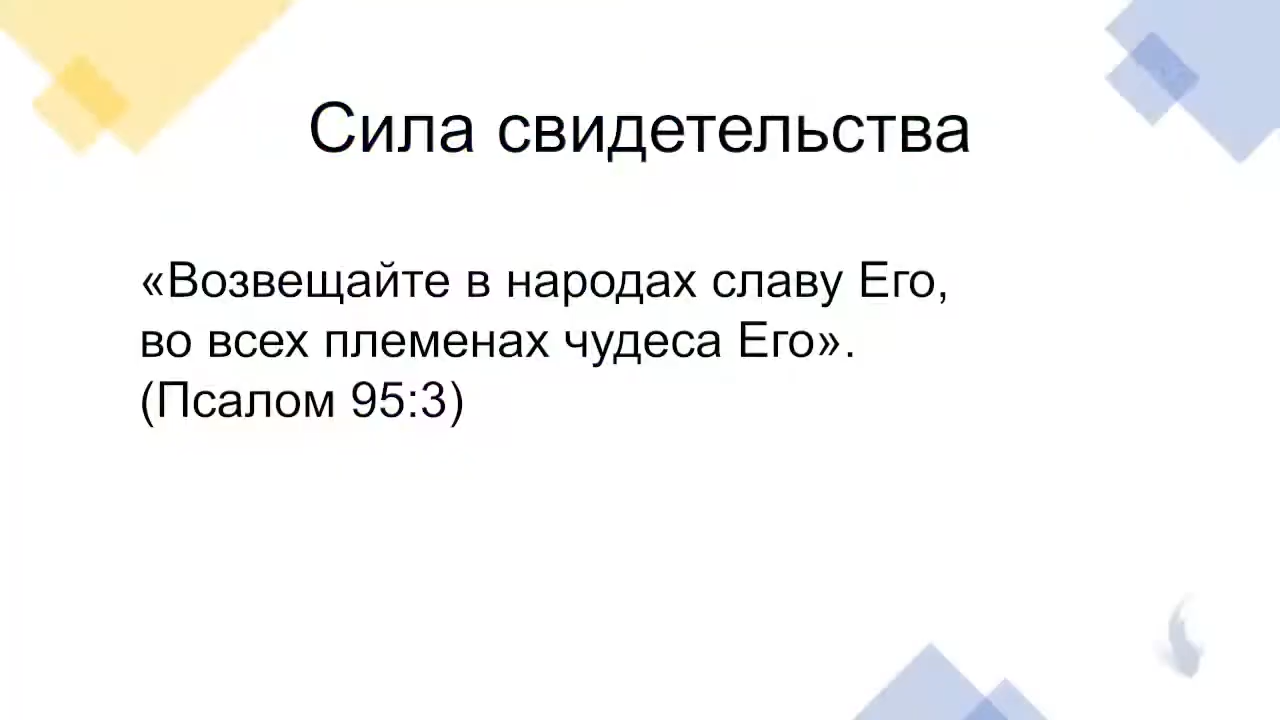 Сила свидетельства
«Возвещайте в народах славу Его,
во всех племенах чудеса Его».
(Псалом 95:3)